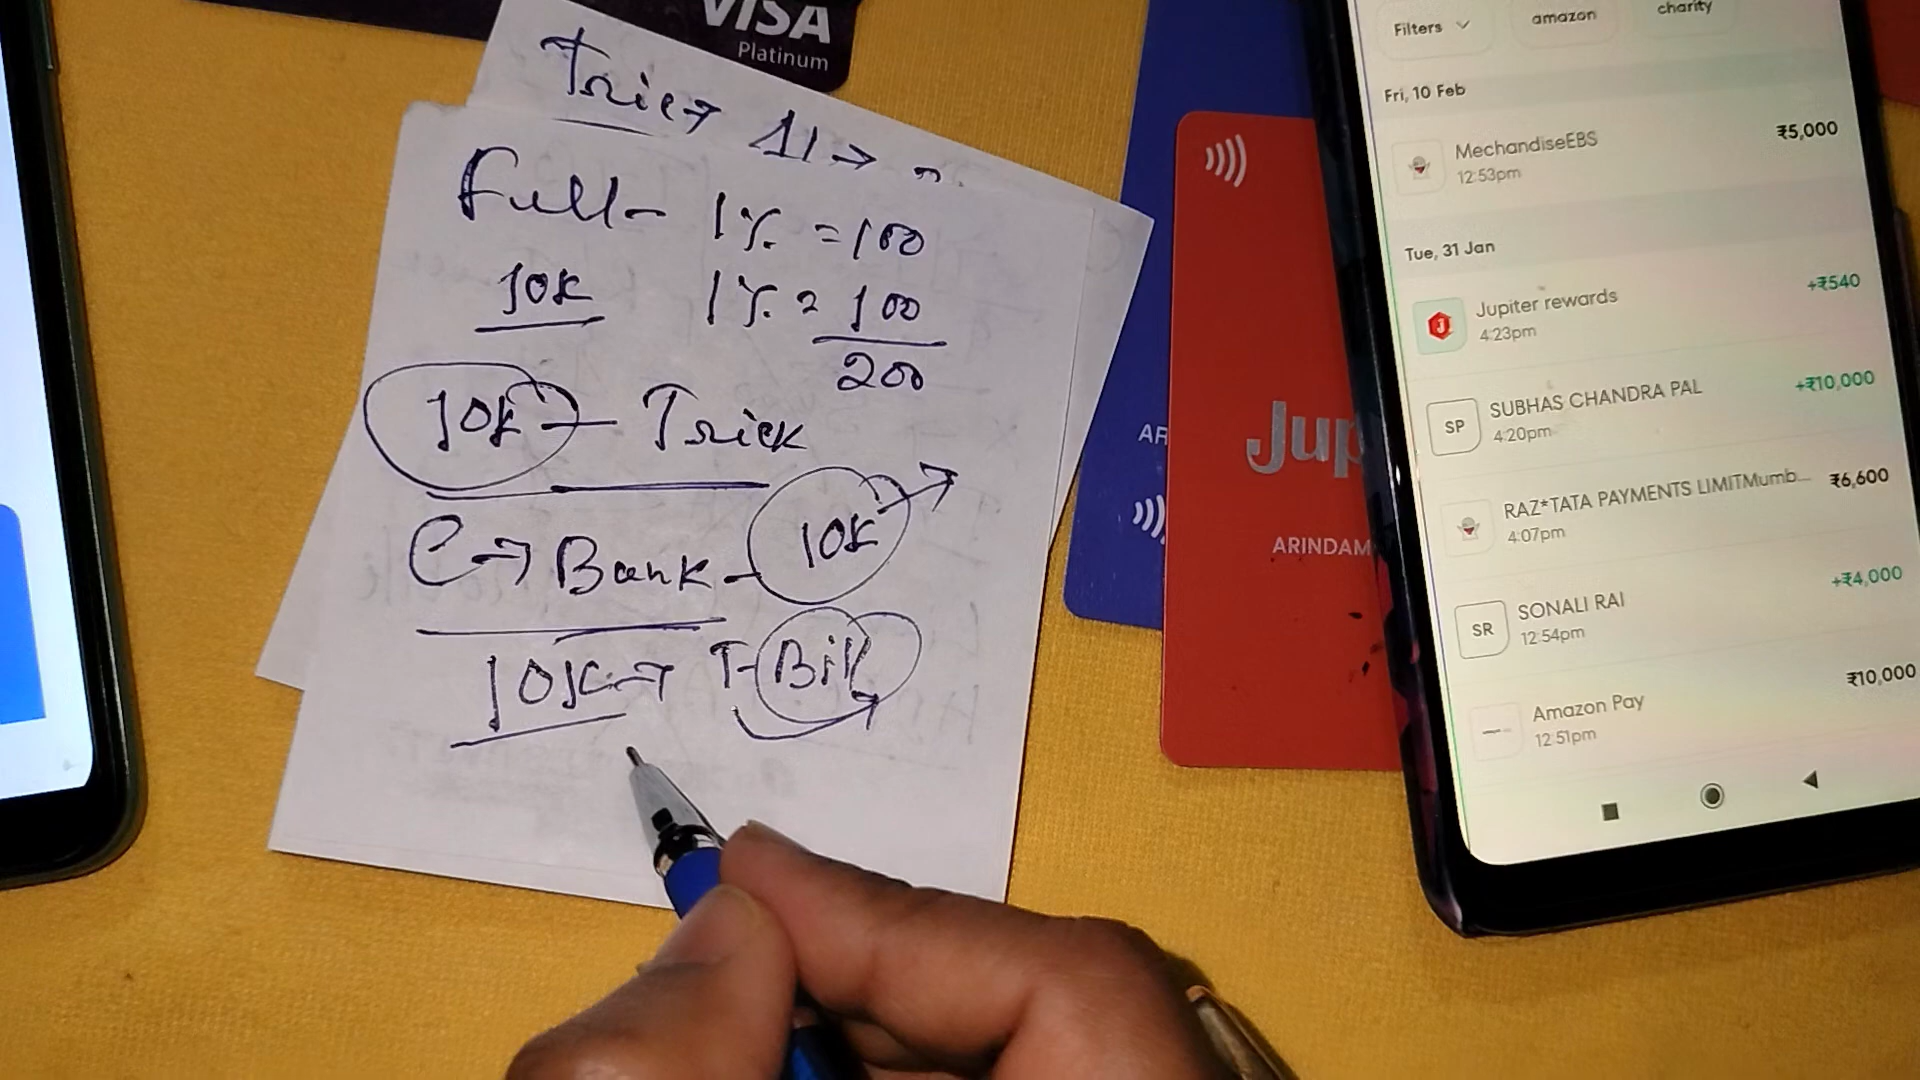 VISA
Platinum
Trick
Full - 1% = 100
10K 1% = 100
200
10K - Trick
C → Bank - 10K
10K → T-Bill
AR
Jup
ARINDAM
Filters
amazon
charity
Fri, 10 Feb
MechandiseEBS ₹5,000
12:53pm
Tue, 31 Jan
Jupiter rewards +₹540
4:23pm
SP SUBHAS CHANDRA PAL +₹10,000
4:20pm
RAZ*TATA PAYMENTS LIMITMumb... ₹6,600
4:07pm
SR SONALI RAI +₹4,000
12:54pm
Amazon Pay ₹10,000
12:51pm